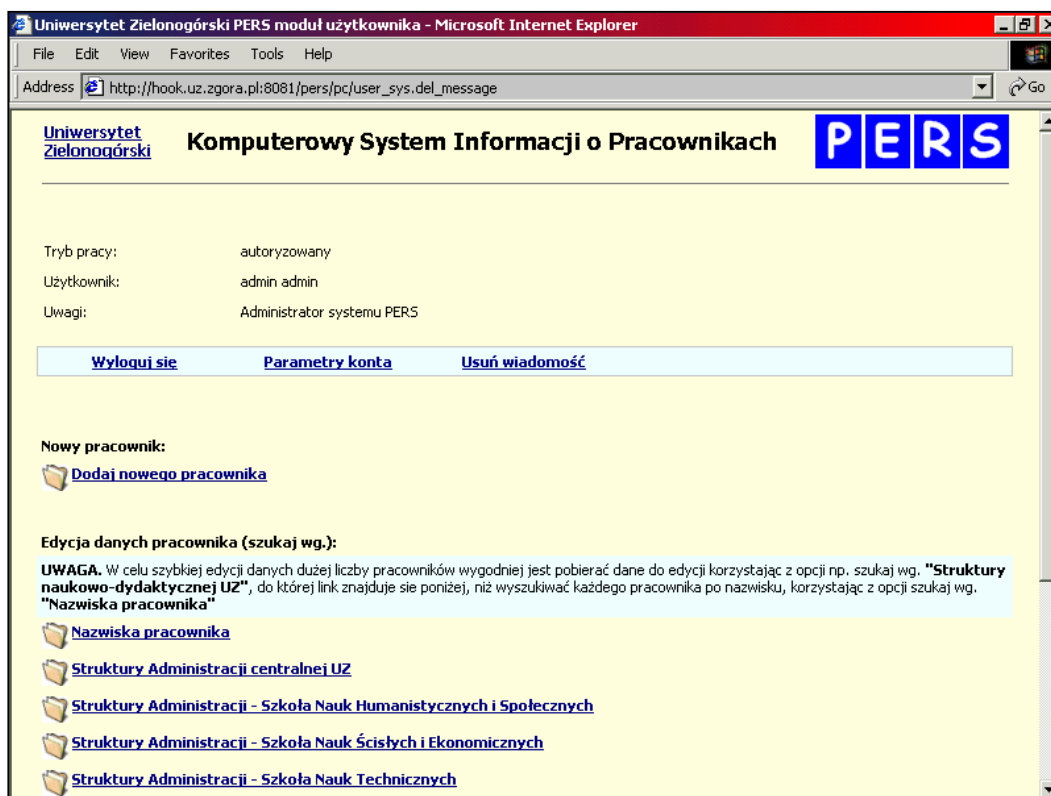 Uniwersytet Zielonogórski PERS moduł użytkownika - Microsoft Internet Explorer
File Edit View Favorites Tools Help
Address http://hook.uz.zgora.pl:8081/pers/pc/user_sys.del_message Go
Uniwersytet
Zielonogórski
Komputerowy System Informacji o Pracownikach
PERS
Tryb pracy: autoryzowany
Użytkownik: admin admin
Uwagi: Administrator systemu PERS
Wyloguj się Parametry konta Usuń wiadomość
Nowy pracownik:
Dodaj nowego pracownika
Edycja danych pracownika (szukaj wg.):
UWAGA. W celu szybkiej edycji danych dużej liczby pracowników wygodniej jest pobierać dane do edycji korzystając z opcji np. szukaj wg. "Struktury
naukowo-dydaktycznej UZ", do której link znajduje sie poniżej, niż wyszukiwać każdego pracownika po nazwisku, korzystając z opcji szukaj wg.
"Nazwiska pracownika"
Nazwiska pracownika
Struktury Administracji centralnej UZ
Struktury Administracji - Szkoła Nauk Humanistycznych i Społecznych
Struktury Administracji - Szkoła Nauk Ścisłych i Ekonomicznych
Struktury Administracji - Szkoła Nauk Technicznych